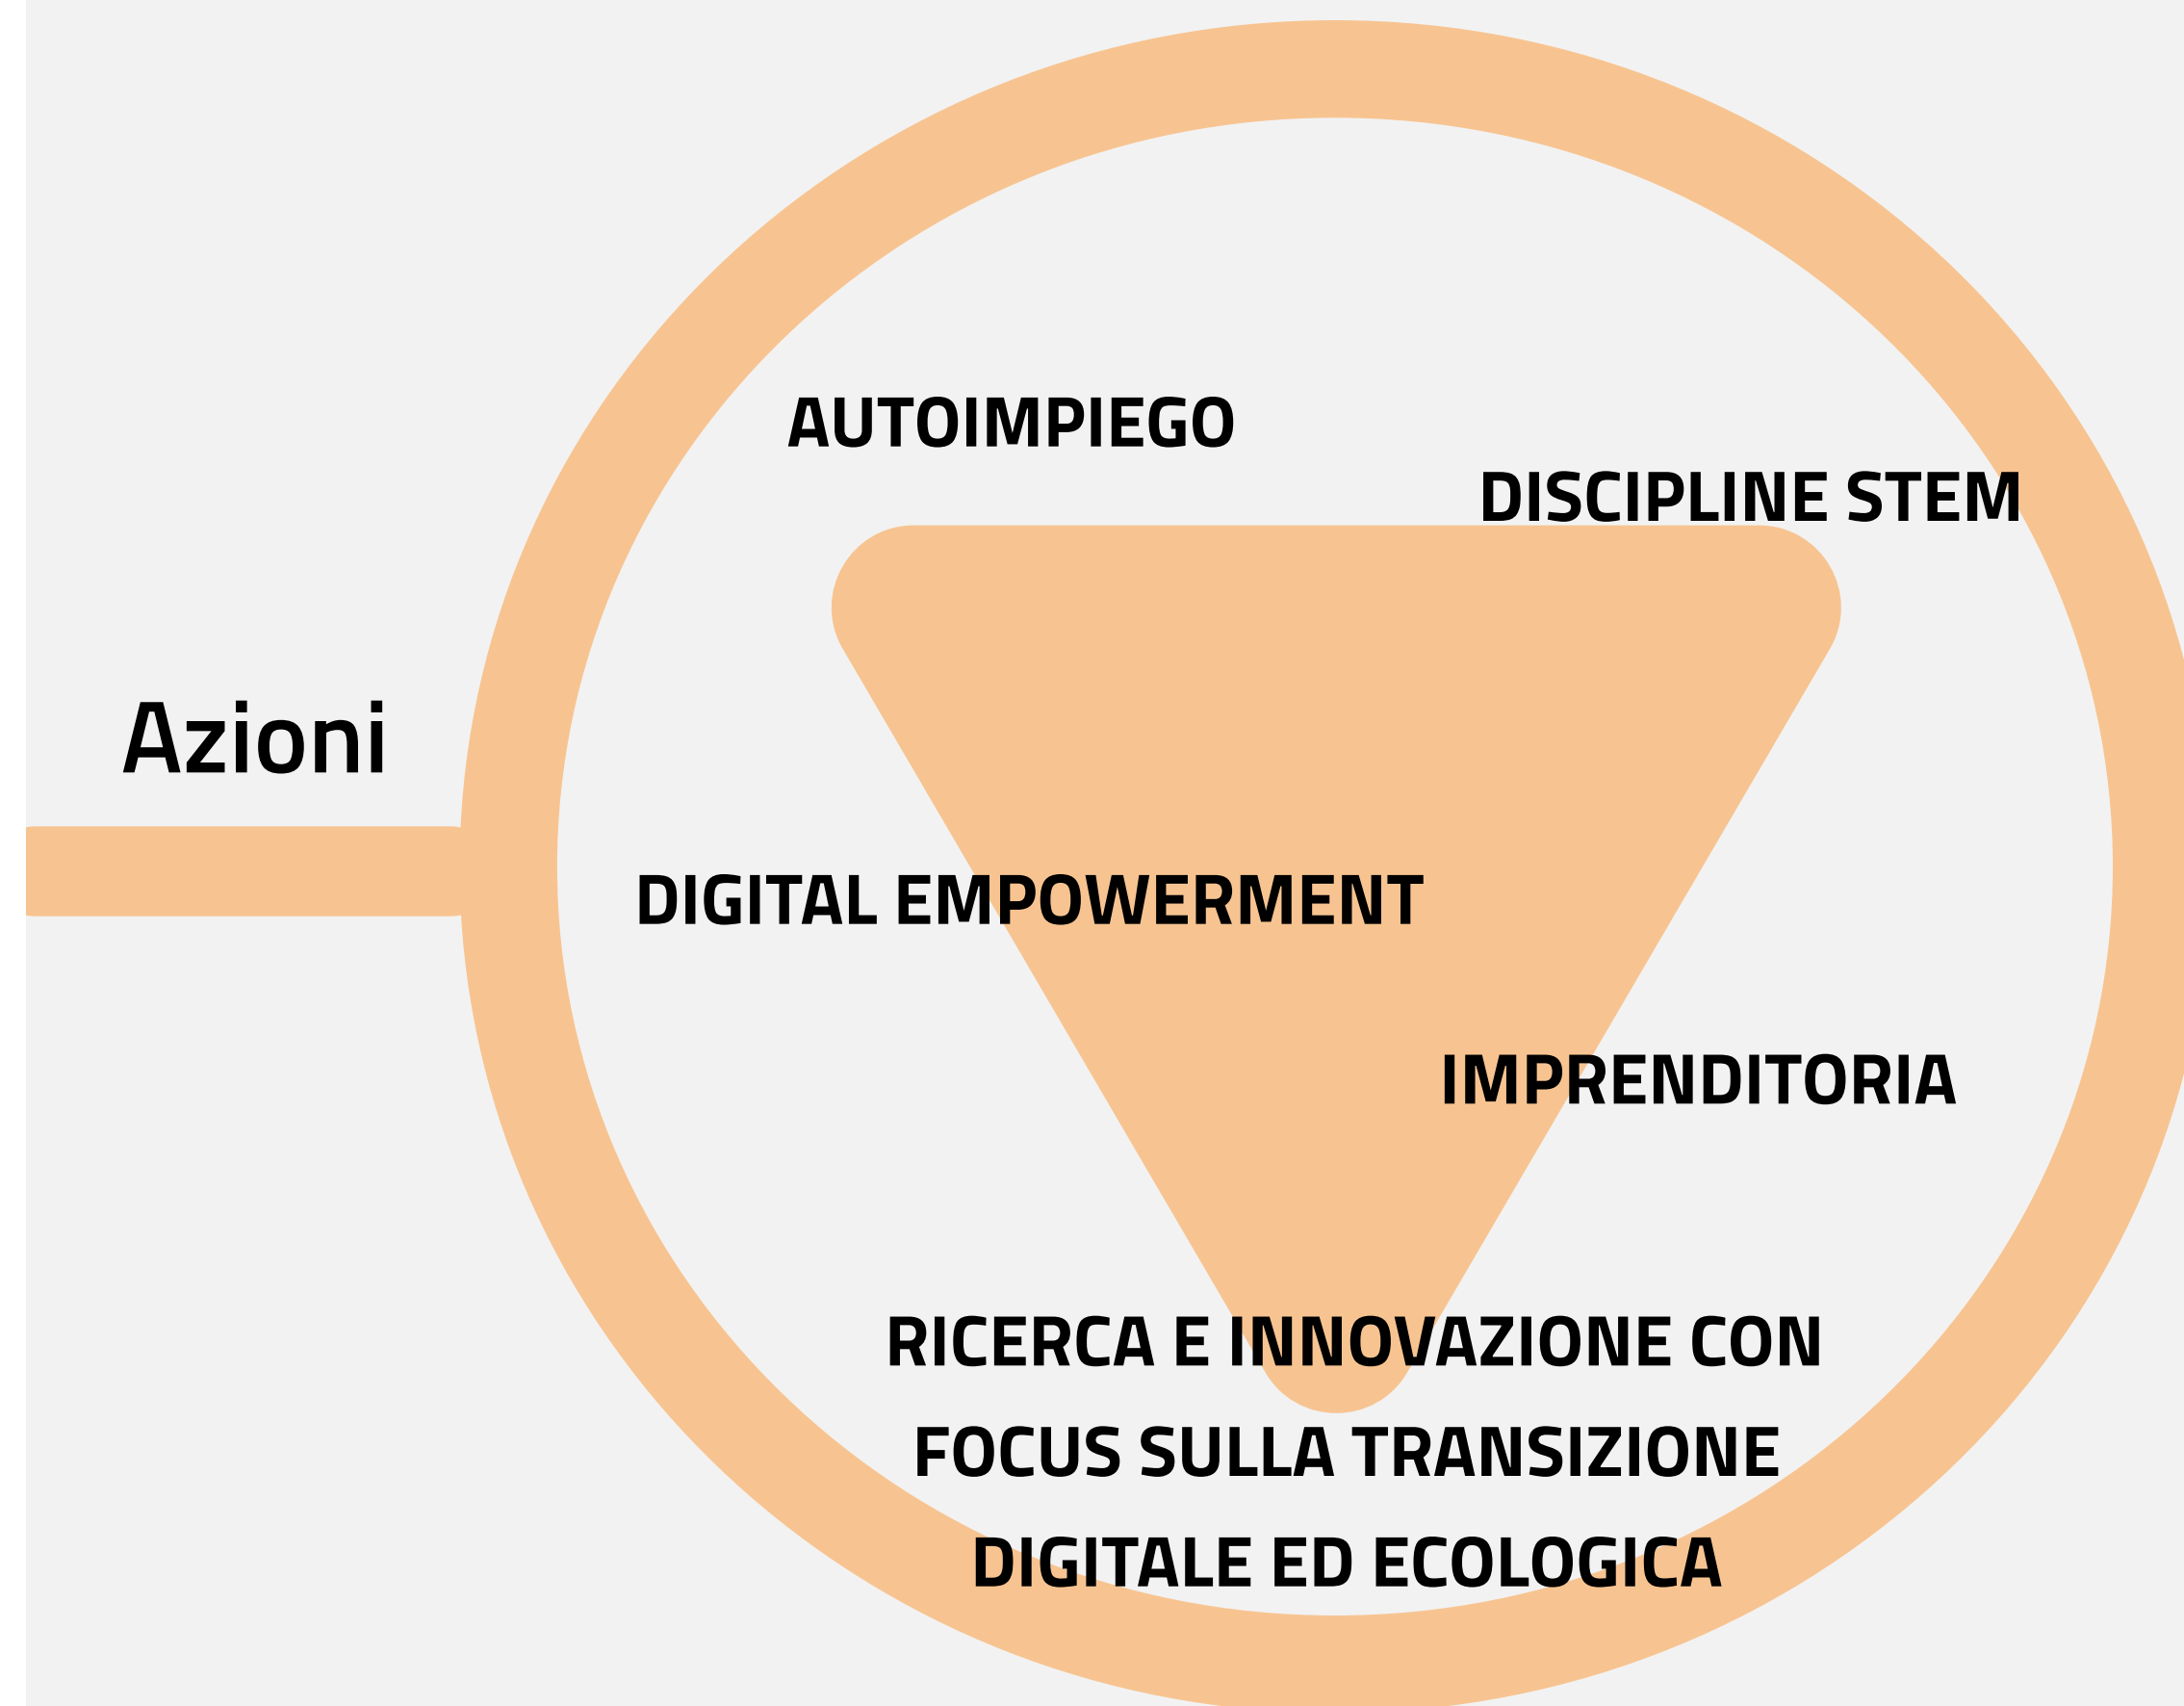 AUTOIMPIEGO
DISCIPLINE STEM
Azioni
DIGITAL EMPOWERMENT
IMPRENDITORIA
RICERCA E INNOVAZIONE CON
FOCUS SULLA TRANSIZIONE
DIGITALE ED ECOLOGICA